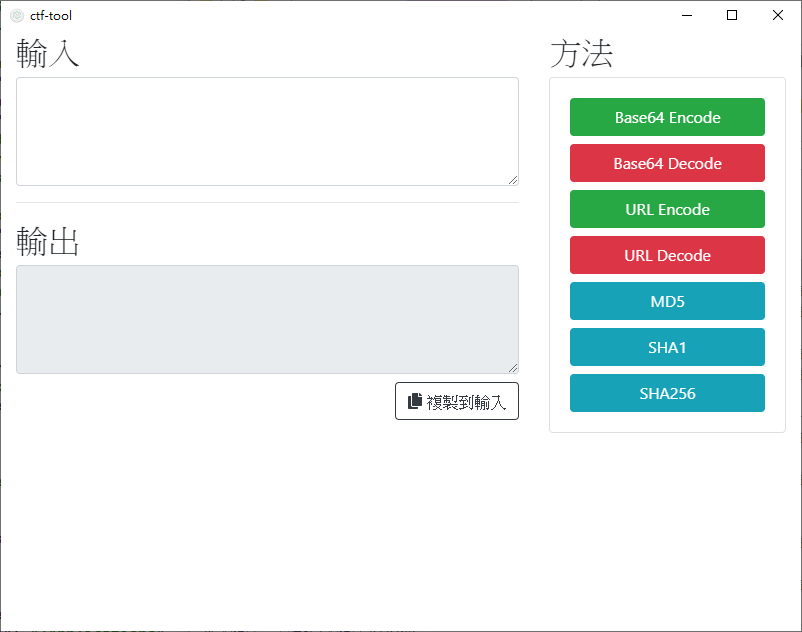 ctf-tool
輸入
輸出
複製到輸入
方法
Base64 Encode
Base64 Decode
URL Encode
URL Decode
MD5
SHA1
SHA256